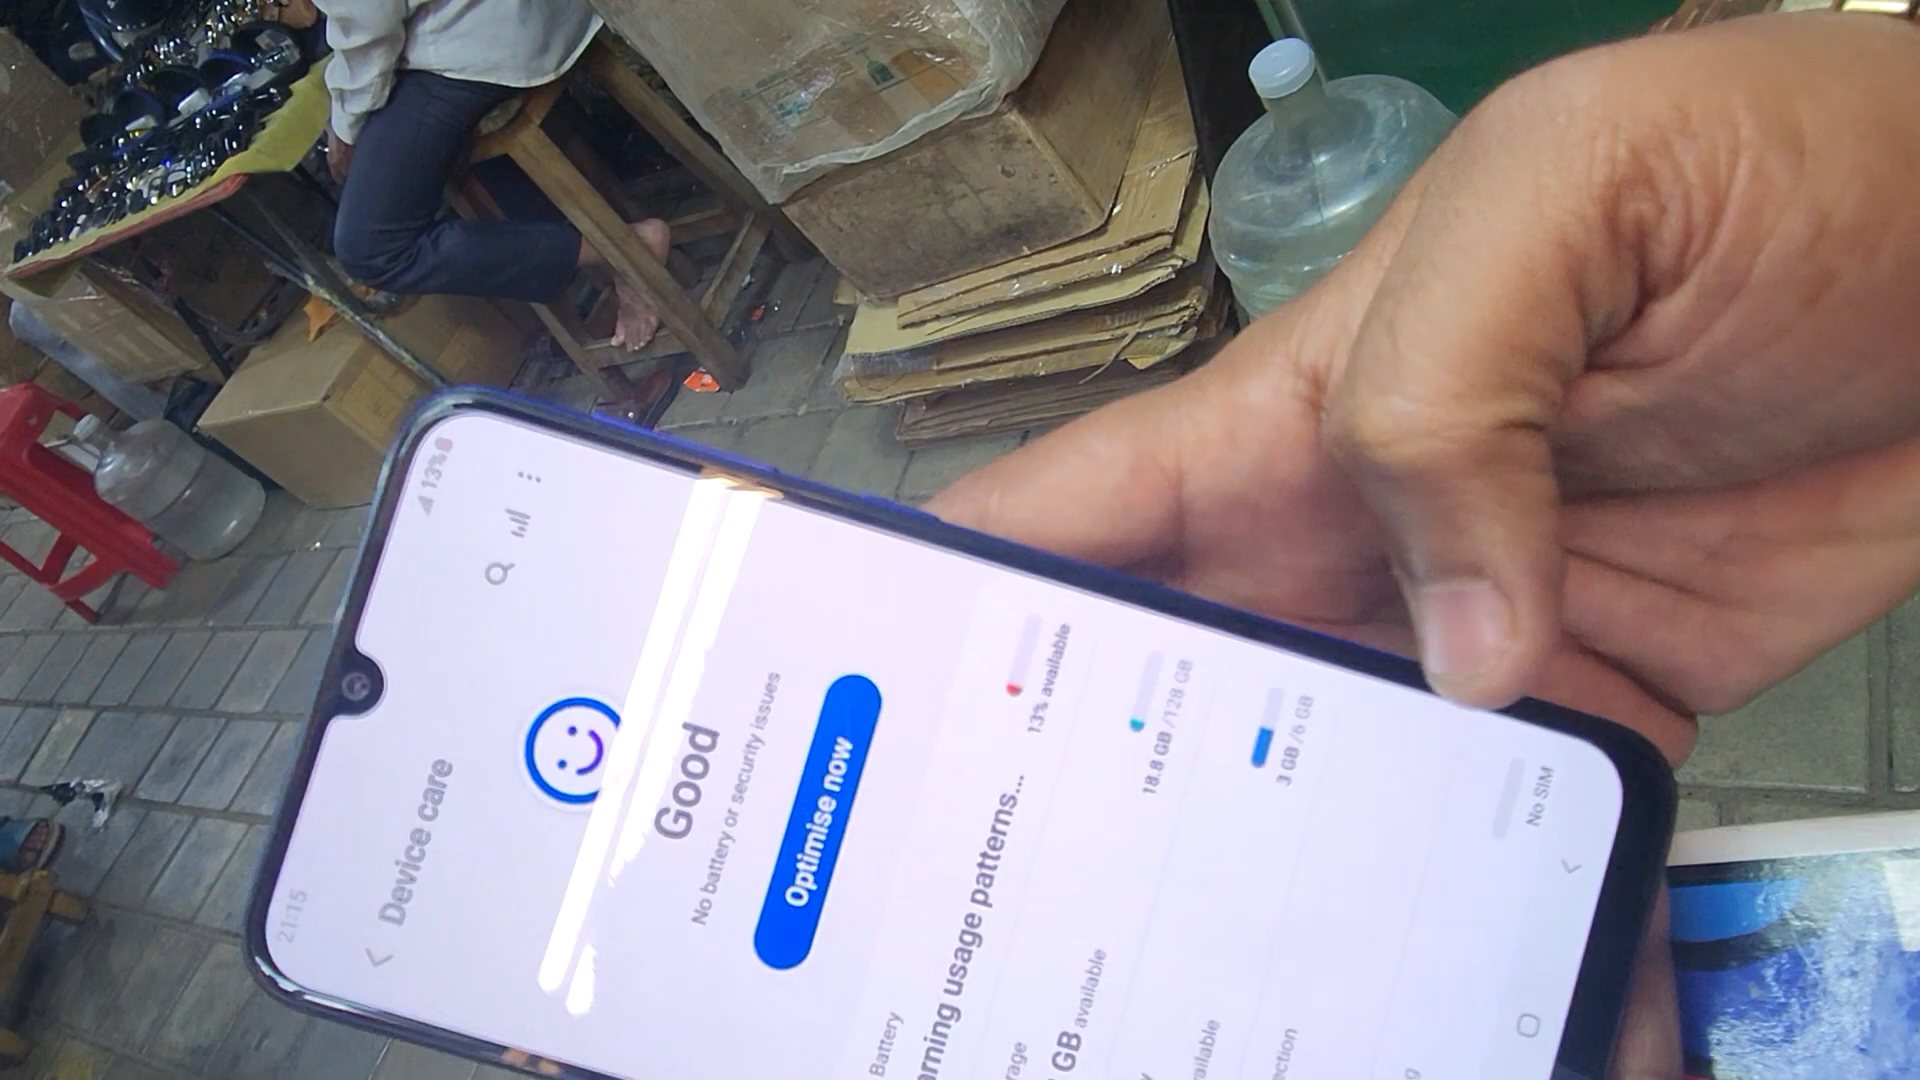 21:15
13%
Device care
Good
No battery or security issues
Optimise now
Battery
usage patterns...
13% available
GB available
18.8 GB /128 GB
3 GB /6 GB
No SIM